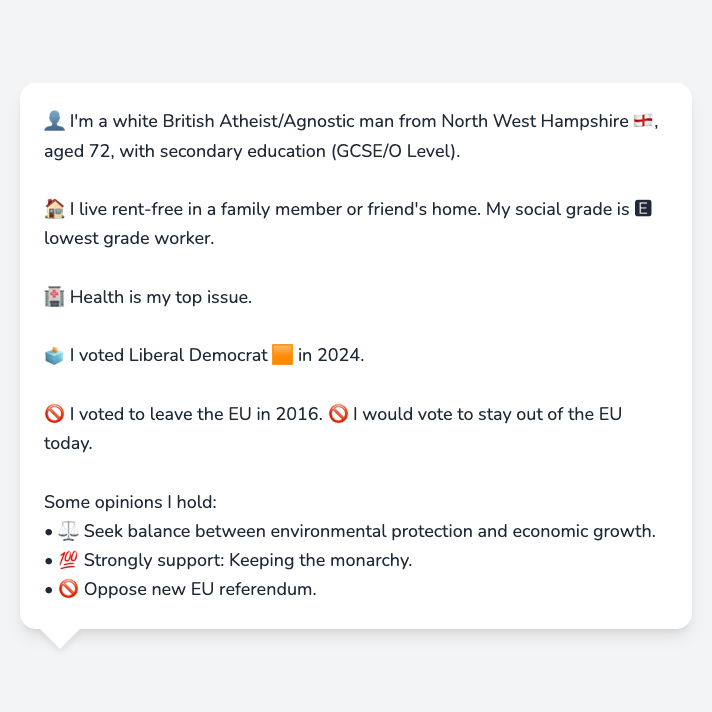 👤 I'm a white British Atheist/Agnostic man from North West Hampshire 🏴󠁧󠁢󠁥󠁮󠁧󠁿,
aged 72, with secondary education (GCSE/O Level).
🏠 I live rent-free in a family member or friend's home. My social grade is 🅴
lowest grade worker.
🏥 Health is my top issue.
🗳️ I voted Liberal Democrat 🟧 in 2024.
🚫 I voted to leave the EU in 2016. 🚫 I would vote to stay out of the EU
today.
Some opinions I hold:
• ⚖️ Seek balance between environmental protection and economic growth.
• 💯 Strongly support: Keeping the monarchy.
• 🚫 Oppose new EU referendum.